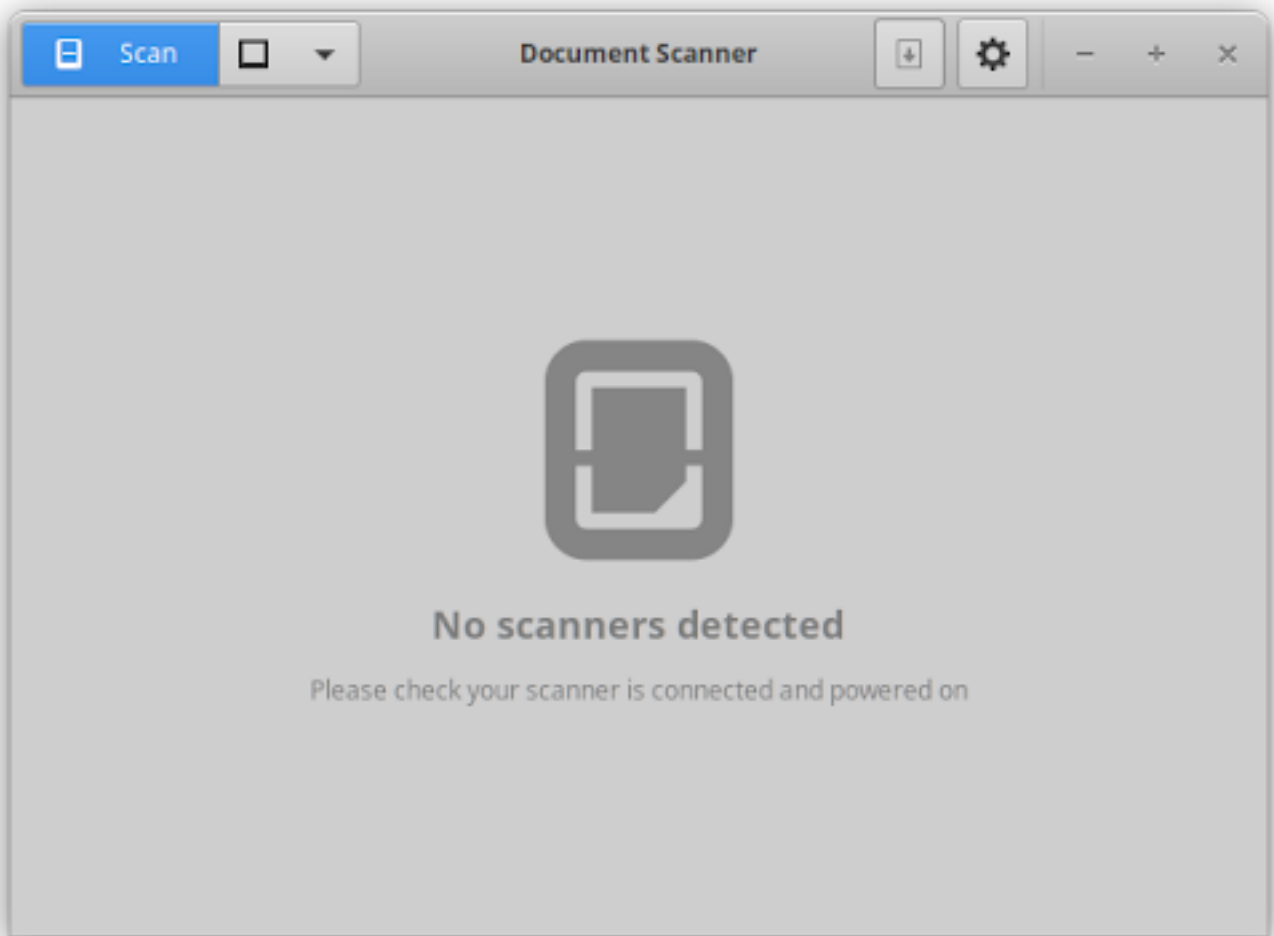 Scan
Document Scanner
No scanners detected
Please check your scanner is connected and powered on